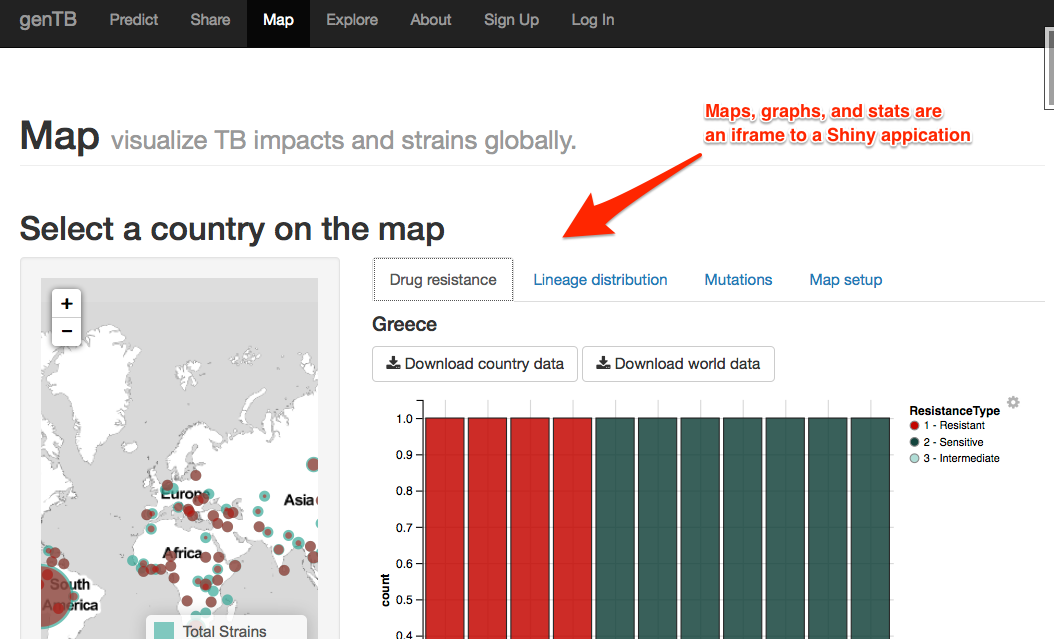 genTB Predict Share Map Explore About Sign Up Log In
Maps, graphs, and stats are
an iframe to a Shiny appication
Map visualize TB impacts and strains globally.
Select a country on the map
Drug resistance Lineage distribution Mutations Map setup
+
−
Greece
Download country data Download world data
ResistanceType
1 - Resistant
2 - Sensitive
3 - Intermediate
1.0
0.9
0.8
0.7
0.6
0.5
0.4
count
Europe
Asia
Africa
South
America
Total Strains